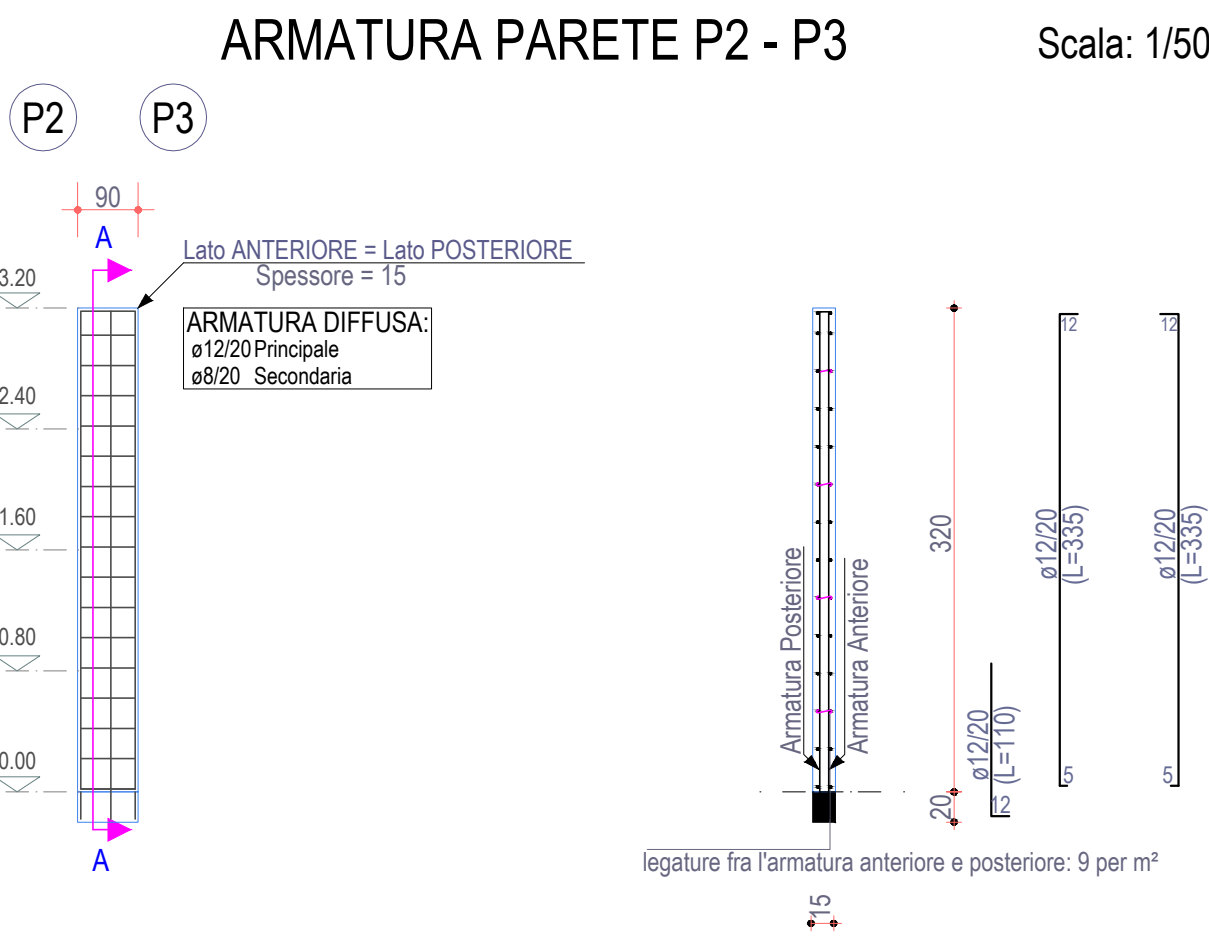 ARMATURA PARETE P2 - P3
Scala: 1/50
P2
P3
90
A
Lato ANTERIORE = Lato POSTERIORE
Spessore = 15
ARMATURA DIFFUSA:
ø12/20 Principale
ø8/20 Secondaria
3.20
2.40
1.60
0.80
0.00
A
Armatura Posteriore
Armatura Anteriore
320
20
ø12/20
(L=110)
12
12
ø12/20
(L=335)
5
12
ø12/20
(L=335)
5
legature fra l'armatura anteriore e posteriore: 9 per m²
15